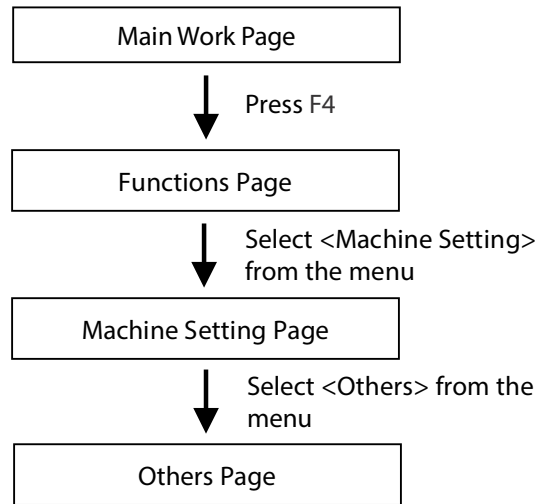 Main Work Page
Press F4
Functions Page
Select <Machine Setting>
from the menu
Machine Setting Page
Select <Others> from the
menu
Others Page